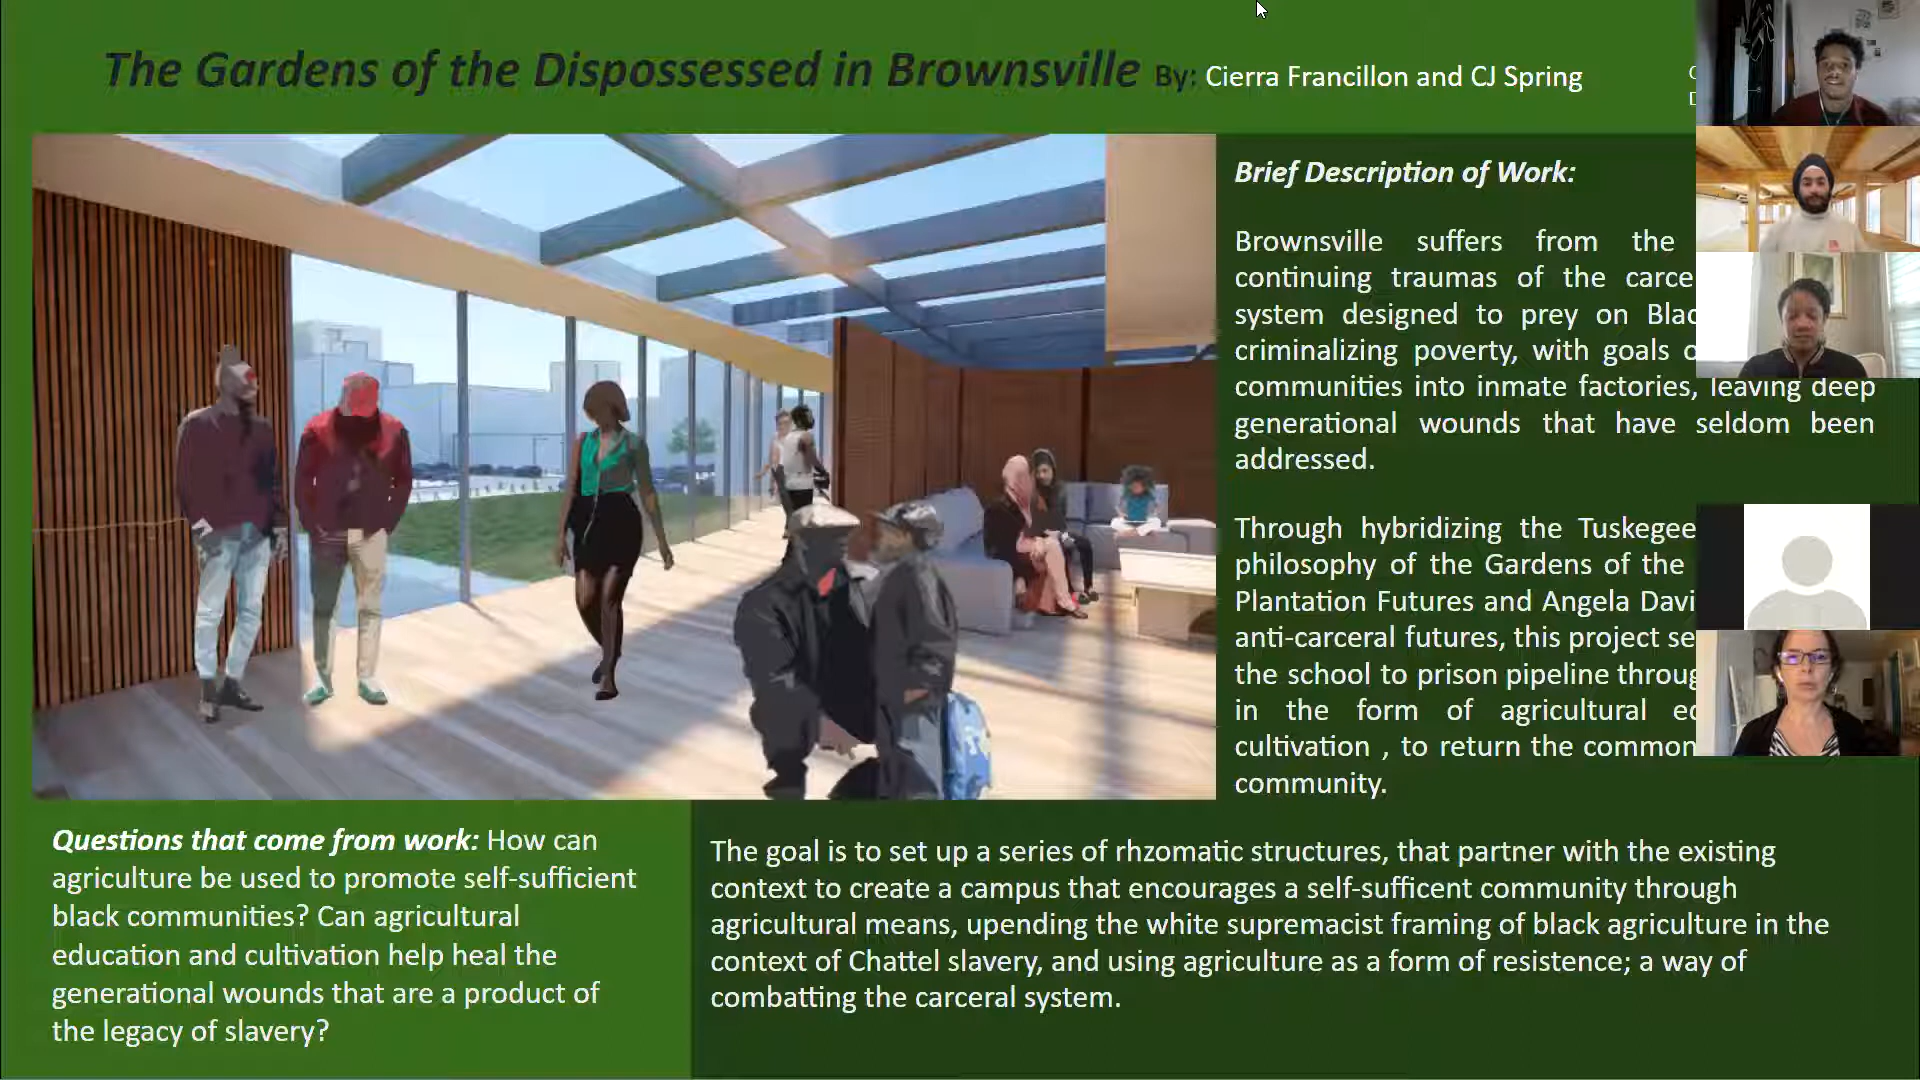 The Gardens of the Dispossessed in Brownsville By: Cierra Francillon and CJ Spring
Brief Description of Work:
Brownsville suffers from the
continuing traumas of the
system designed to prey on
criminalizing poverty, with goals
communities into inmate factories, leaving deep
generational wounds that have seldom been
addressed.
Through hybridizing the Tuskegee
philosophy of the Gardens of the
Plantation Futures and Angela
anti-carceral futures, this project
the school to prison pipeline
in the form of agricultural
cultivation , to return the
community.
Questions that come from work: How can
agriculture be used to promote self-sufficient
black communities? Can agricultural
education and cultivation help heal the
generational wounds that are a product of
the legacy of slavery?
The goal is to set up a series of rhzomatic structures, that partner with the existing
context to create a campus that encourages a self-sufficent community through
agricultural means, upending the white supremacist framing of black agriculture in the
context of Chattel slavery, and using agriculture as a form of resistence; a way of
combatting the carceral system.